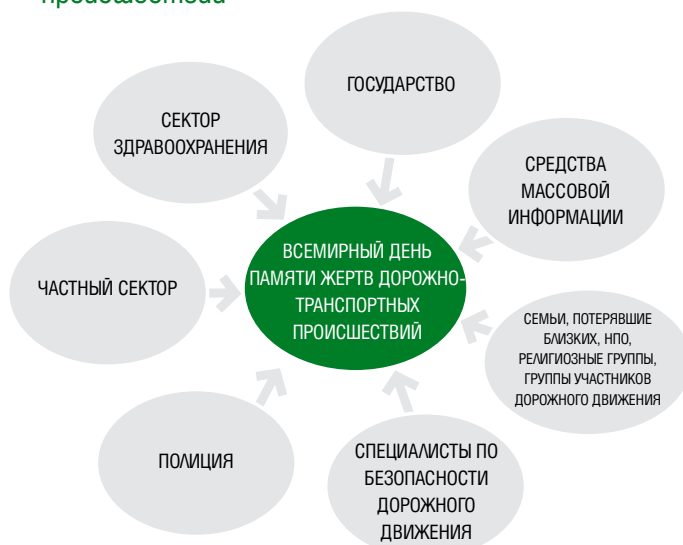 ГОСУДАРСТВО
СЕКТОР
ЗДРАВООХРАНЕНИЯ
СРЕДСТВА
МАССОВОЙ
ИНФОРМАЦИИ
ВСЕМИРНЫЙ ДЕНЬ
ПАМЯТИ ЖЕРТВ ДОРОЖНО-
ТРАНСПОРТНЫХ
ПРОИСШЕСТВИЙ
ЧАСТНЫЙ СЕКТОР
СЕМЬИ, ПОТЕРЯВШИЕ
БЛИЗКИХ, НПО,
РЕЛИГИОЗНЫЕ ГРУППЫ,
ГРУППЫ УЧАСТНИКОВ
ДОРОЖНОГО ДВИЖЕНИЯ
ПОЛИЦИЯ
СПЕЦИАЛИСТЫ ПО
БЕЗОПАСНОСТИ
ДОРОЖНОГО
ДВИЖЕНИЯ